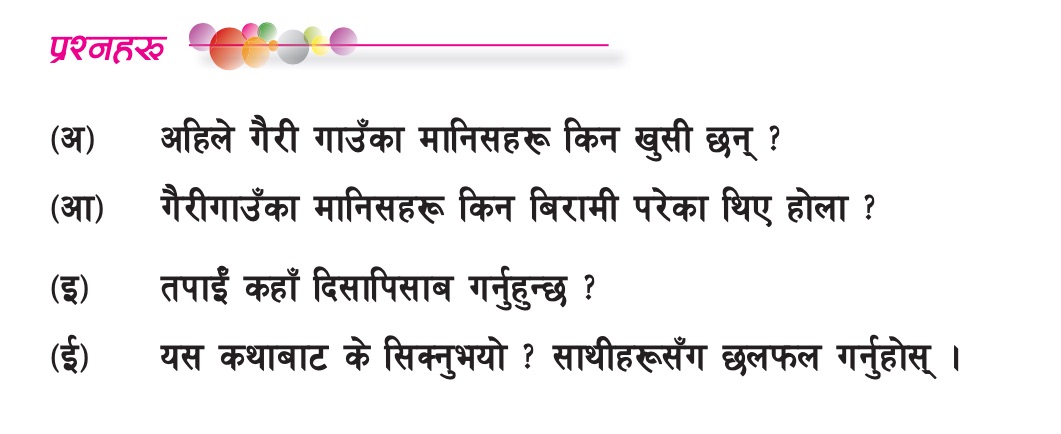 प्रश्नहरू
(अ) अहिले गैरी गाउँका मानिसहरू किन खुसी छन् ?
(आ) गैरीगाउँका मानिसहरू किन बिरामी परेका थिए होला ?
(इ) तपाईँ कहाँ दिसापिसाब गर्नुहुन्छ ?
(ई) यस कथाबाट के सिक्नुभयो ? साथीहरूसँग छलफल गर्नुहोस् ।